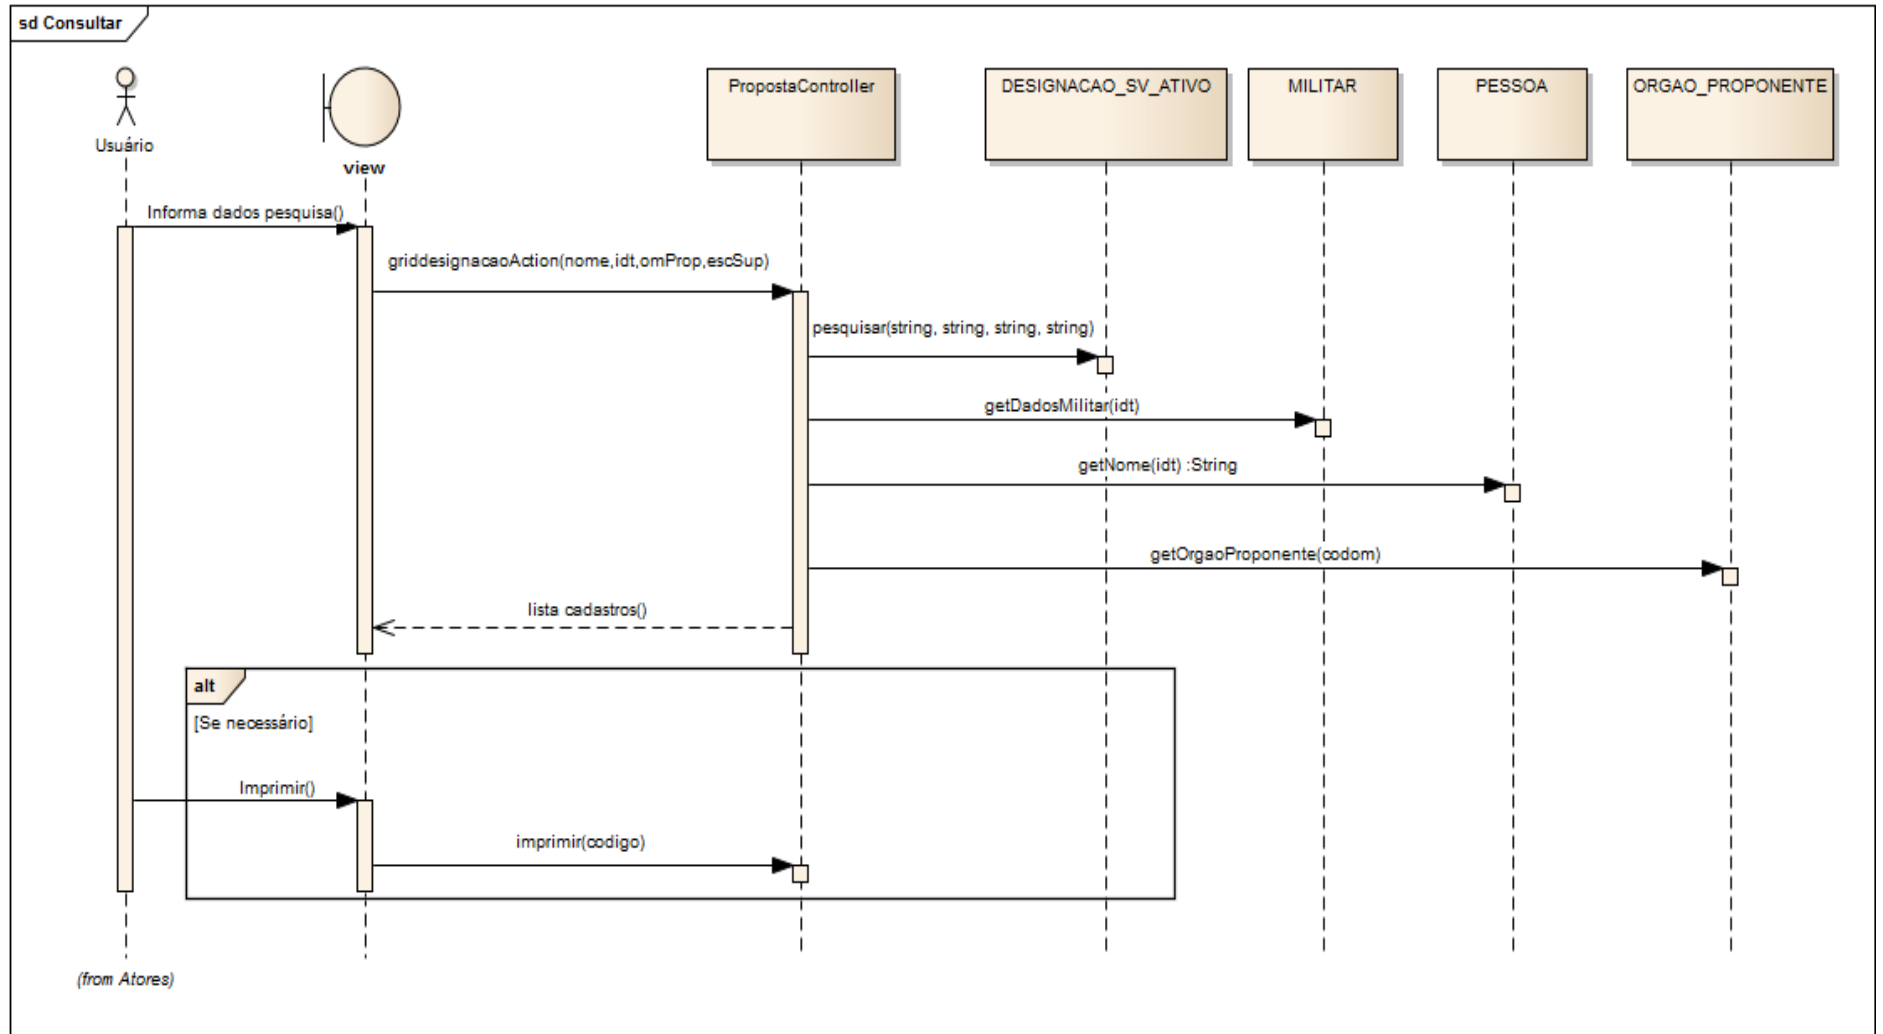 sd Consultar
Usuário
view
PropostaController
DESIGNACAO_SV_ATIVO
MILITAR
PESSOA
ORGAO_PROPONENTE
Informa dados pesquisa()
griddesignacaoAction(nome,idt,omProp,escSup)
pesquisar(string, string, string, string)
getDadosMilitar(idt)
getNome(idt) :String
getOrgaoProponente(codom)
lista cadastros()
alt
[Se necessário]
Imprimir()
imprimir(codigo)
(from Atores)